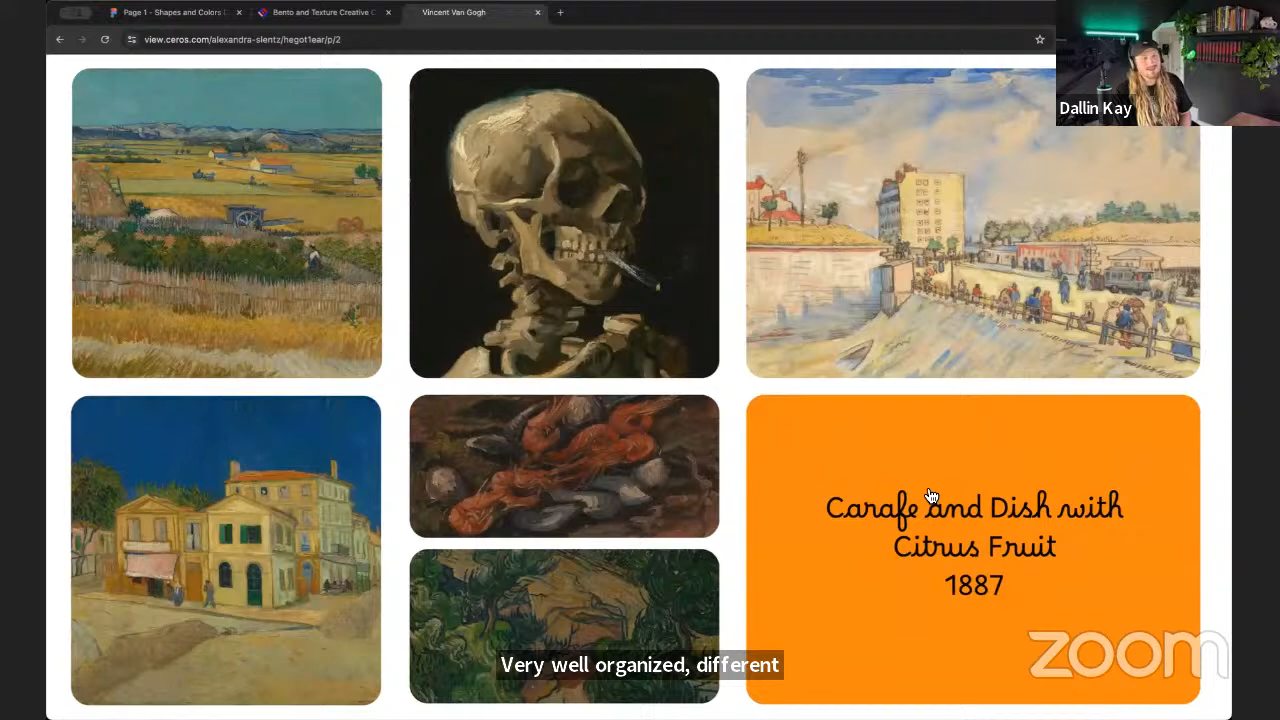 Page 1 - Shapes and Colors
Bento and Texture Creative C
Vincent Van Gogh
view.ceros.com/alexandra-slentz/hegot1ear/p/2
Dallin Kay
Carafe and Dish with
Citrus Fruit
1887
Very well organized, different
zoom